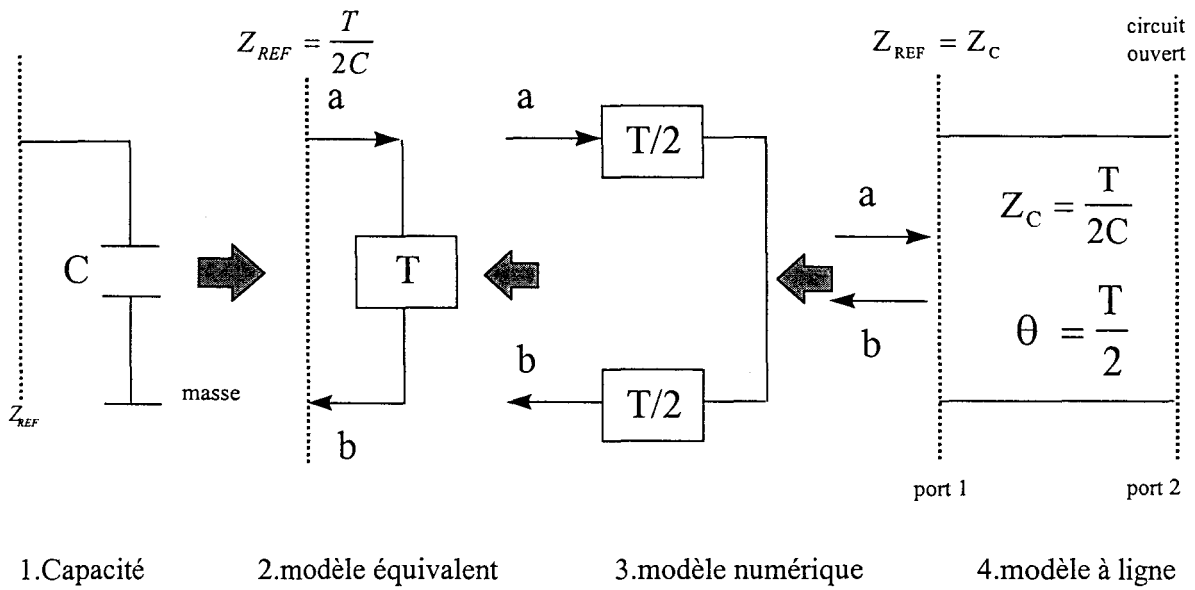 Z_REF = T/2C
Z_REF = Z_C
circuit
ouvert
a
a
T/2
C
T
a
b
Z_C = T/2C
θ = T/2
b
T/2
masse
Z_REF
b
port 1
port 2
1.Capacité
2.modèle équivalent
3.modèle numérique
4.modèle à ligne